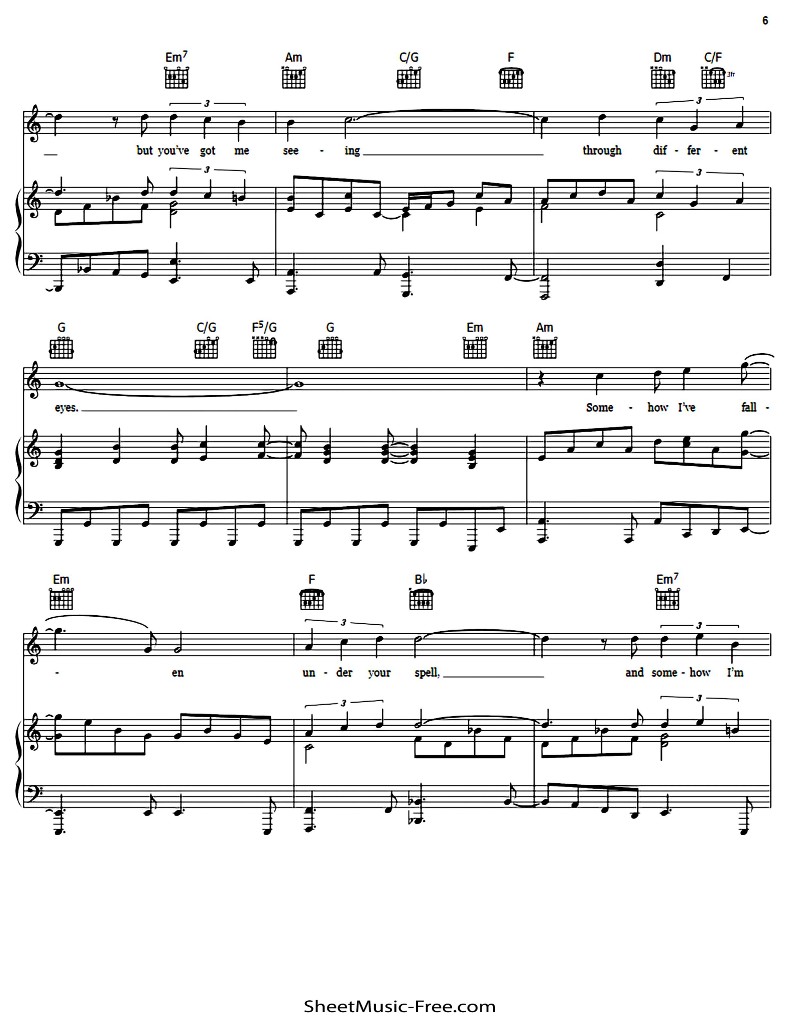 6
Em7 Am C/G F Dm C/F
3fr
3 3
but you've got me see - ing through dif - fer - ent
3 3
G C/G F5/G G Em Am
eyes. Some - how I've fall -
Em F B♭ Em7
3 3
- en un - der your spell, and some - how I'm
3 3
SheetMusic-Free.com